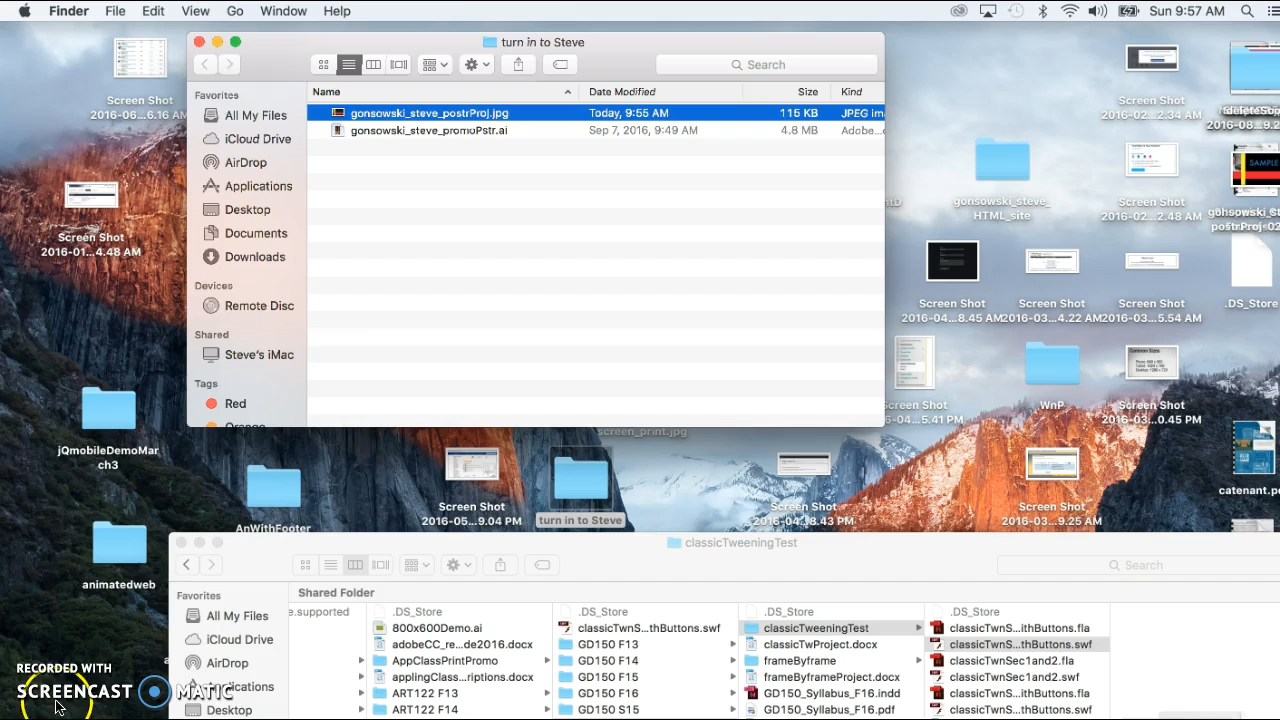 Finder File Edit View Go Window Help
Sun 9:57 AM
turn in to Steve
Search
Favorites
All My Files
iCloud Drive
AirDrop
Applications
Desktop
Documents
Downloads
Devices
Remote Disc
Shared
Steve's iMac
Tags
Red
Name Date Modified Size Kind
gonsowski_steve_postrProj.jpg Today, 9:55 AM 115 KB JPEG im
gonsowski_steve_promoPstr.ai Sep 7, 2016, 9:49 AM 4.8 MB Adobe...c
Screen Shot
2016-06...6.16 AM
Screen Shot
2016-01...4.48 AM
jQmobileDemoMar
ch3
AnWithFooter
animatedweb
screen_print.jpg
Screen Shot
2016-05...9.04 PM
turn in to Steve
Screen Shot
2016-04...8.43 PM
Screen Shot
2016-03...9.25 AM
Screen Shot
2016-02...2.34 AM
gonsowski_steve_
HTML_site
Screen Shot
2016-02...2.48 AM
SAMPLE
postrProj-02
Screen Shot
2016-04...8.45 AM
Screen Shot
2016-03...4.22 AM
Screen Shot
2016-03...5.54 AM
.DS_Store
Screen Shot
2016-04...5.41 PM
WnP
Common Sizes
Screen Shot
2016-03...0.45 PM
catenant.p
classicTweeningTest
Search
Favorites
All My Files
iCloud Drive
AirDrop
Desktop
Shared Folder
e.supported
.DS_Store
800x600Demo.ai
adobeCC_re...de2016.docx
AppClassPrintPromo
applingClass...riptions.docx
ART122 F13
ART122 F14
.DS_Store
classicTwnS...thButtons.swf
GD150 F13
GD150 F14
GD150 F15
GD150 F16
GD150 S15
.DS_Store
classicTweeningTest
classicTwProject.docx
frameByframe
frameByframeProject.docx
GD150_Syllabus_F16.indd
GD150_Syllabus_F16.pdf
.DS_Store
classicTwnS...ithButtons.fla
classicTwnS...thButtons.swf
classicTwnSec1and2.fla
classicTwnSec1and2.swf
classicTwnS...ithButtons.fla
classicTwnS...thButtons.swf
RECORDED WITH
SCREENCAST MATIC